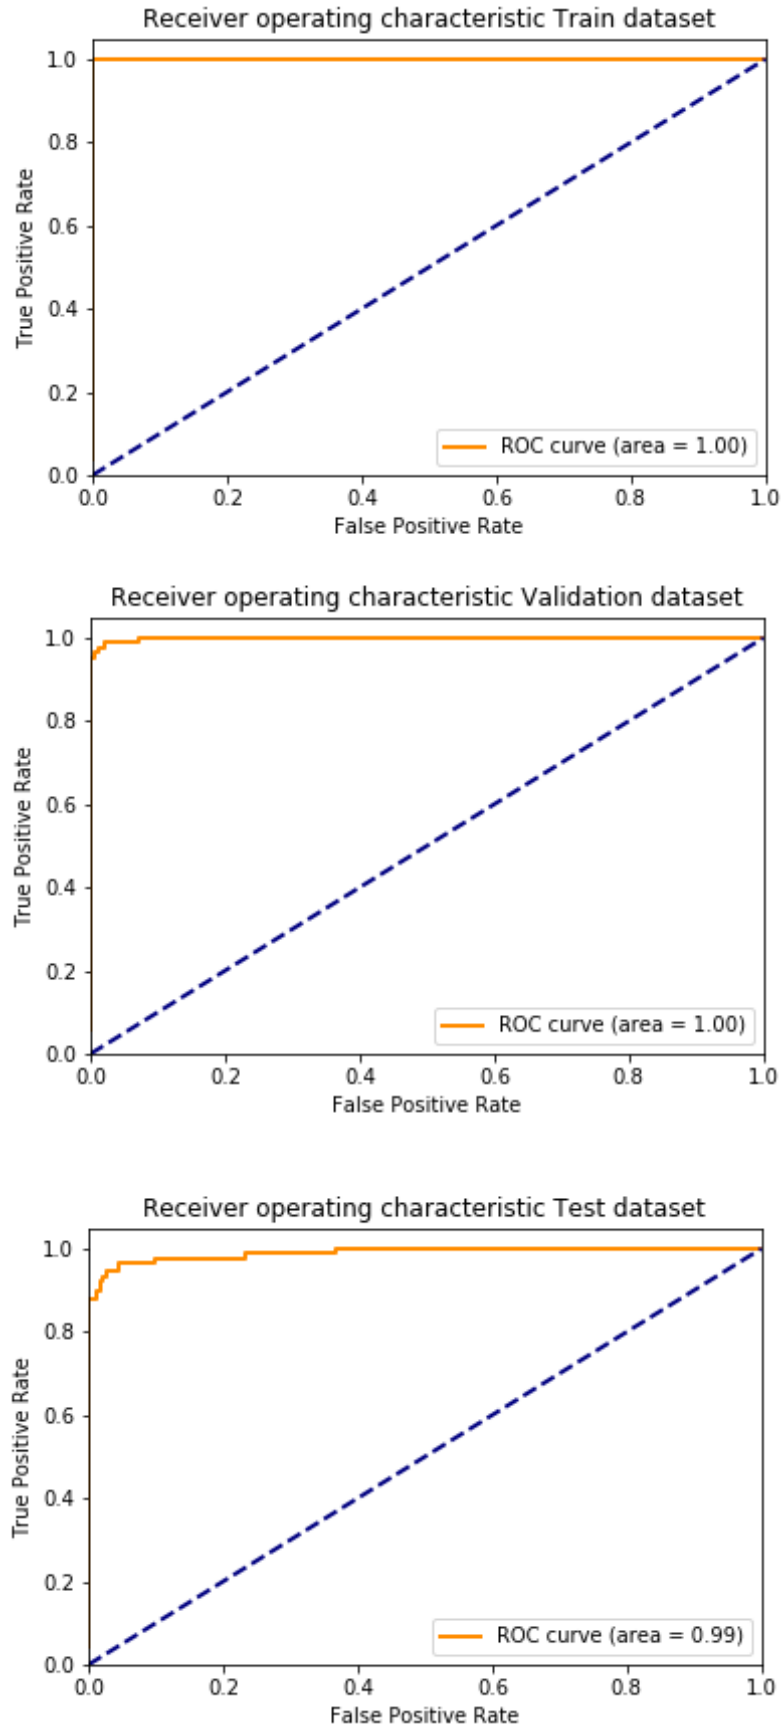 Receiver operating characteristic Train dataset
1.0
0.8
0.6
0.4
0.2
0.0
True Positive Rate
ROC curve (area = 1.00)
0.0 0.2 0.4 0.6 0.8 1.0
False Positive Rate
Receiver operating characteristic Validation dataset
1.0
0.8
0.6
0.4
0.2
0.0
True Positive Rate
ROC curve (area = 1.00)
0.0 0.2 0.4 0.6 0.8 1.0
False Positive Rate
Receiver operating characteristic Test dataset
1.0
0.8
0.6
0.4
0.2
0.0
True Positive Rate
ROC curve (area = 0.99)
0.0 0.2 0.4 0.6 0.8 1.0
False Positive Rate